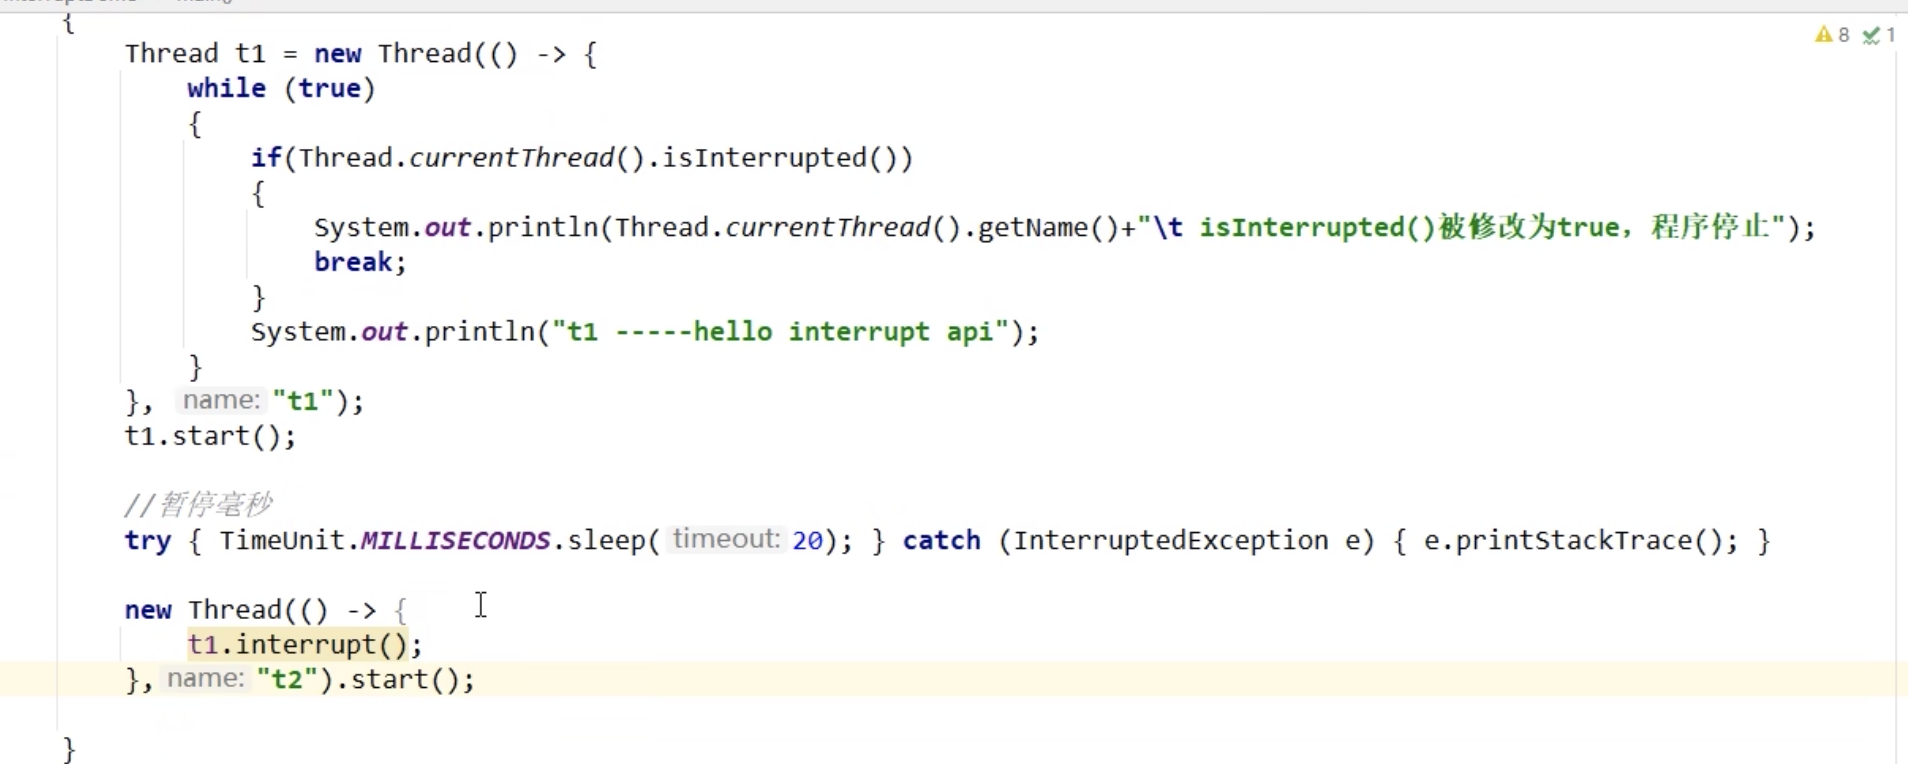 {
Thread t1 = new Thread(() -> {
while (true)
{
if(Thread.currentThread().isInterrupted())
{
System.out.println(Thread.currentThread().getName()+"\t isInterrupted()被修改为true，程序停止");
break;
}
System.out.println("t1 -----hello interrupt api");
}
}, name: "t1");
t1.start();
//暂停毫秒
try { TimeUnit.MILLISECONDS.sleep( timeout: 20); } catch (InterruptedException e) { e.printStackTrace(); }
new Thread(() -> {
t1.interrupt();
}, name: "t2").start();
}
8 1